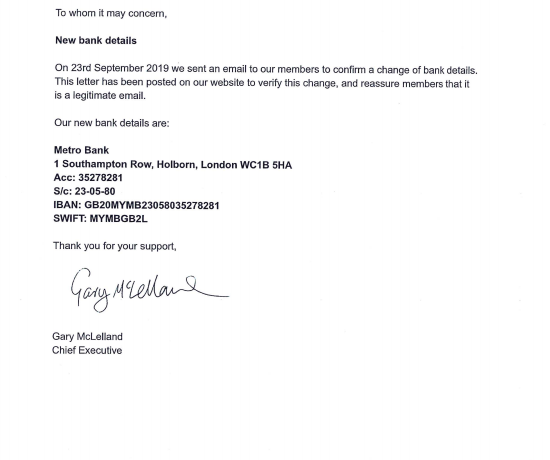 To whom it may concern,
New bank details
On 23rd September 2019 we sent an email to our members to confirm a change of bank details.
This letter has been posted on our website to verify this change, and reassure members that it
is a legitimate email.
Our new bank details are:
Metro Bank
1 Southampton Row, Holborn, London WC1B 5HA
Acc: 35278281
S/c: 23-05-80
IBAN: GB20MYMB23058035278281
SWIFT: MYMBGB2L
Thank you for your support,
Gary McLelland
Gary McLelland
Chief Executive